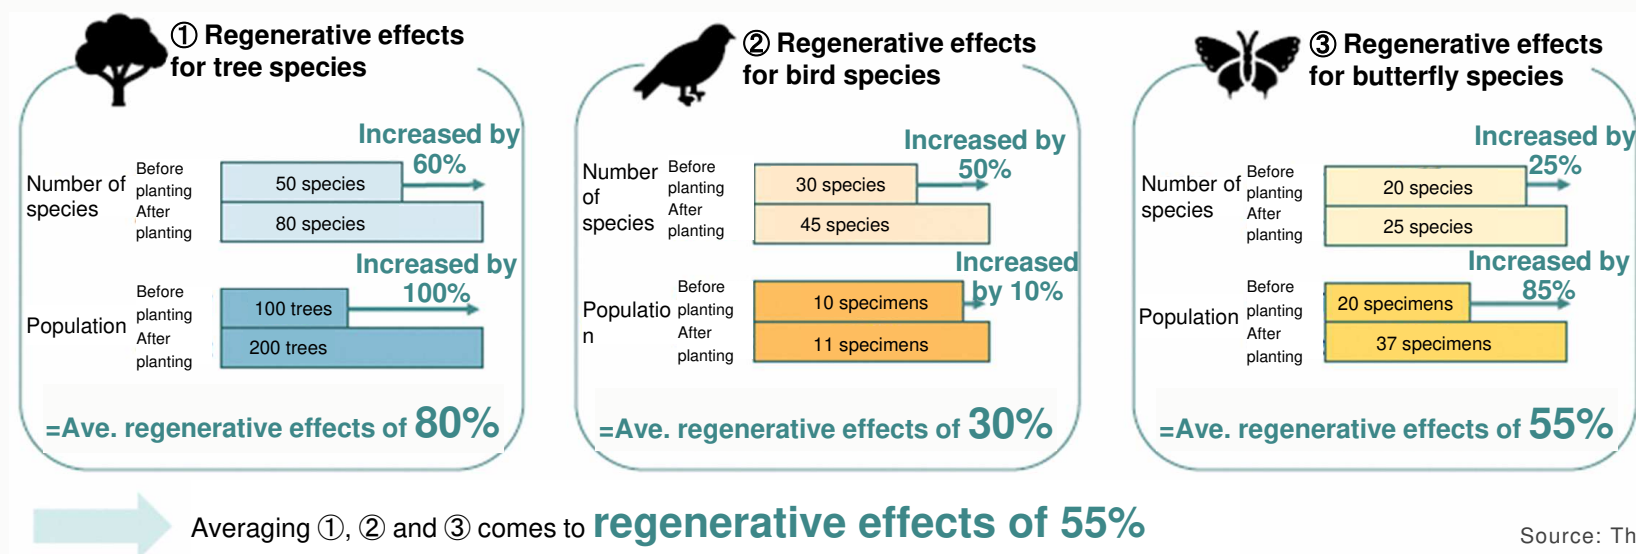 ① Regenerative effects
for tree species
Increased by
60%
Number of
species
Before
planting
After
planting
50 species
80 species
Increased by
100%
Population
Before
planting
After
planting
100 trees
200 trees
=Ave. regenerative effects of 80%
② Regenerative effects
for bird species
Increased by
50%
Number
of
species
Before
planting
After
planting
30 species
45 species
Increased
by 10%
Populatio
n
Before
planting
After
planting
10 specimens
11 specimens
=Ave. regenerative effects of 30%
③ Regenerative effects
for butterfly species
Increased by
25%
Number of
species
Before
planting
After
planting
20 species
25 species
Increased by
85%
Population
Before
planting
After
planting
20 specimens
37 specimens
=Ave. regenerative effects of 55%
Averaging ①, ② and ③ comes to regenerative effects of 55%
Source: Th